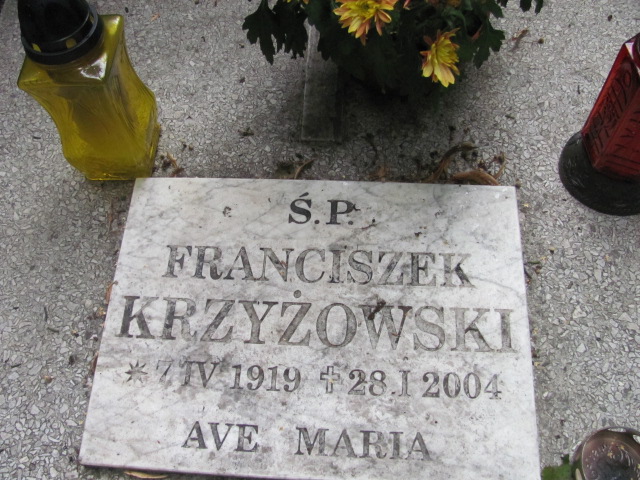 Ś.P.
FRANCISZEK
KRZYŻOWSKI
* 7 IV 1919 ✝ 28.I 2004
AVE MARIA